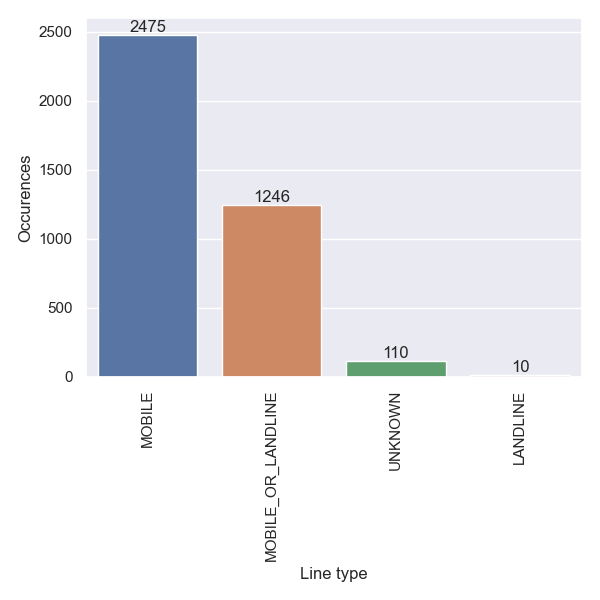 2475
2500
2000
1500
1246
1000
500
110
10
0
Occurences
MOBILE
MOBILE_OR_LANDLINE
UNKNOWN
LANDLINE
Line type